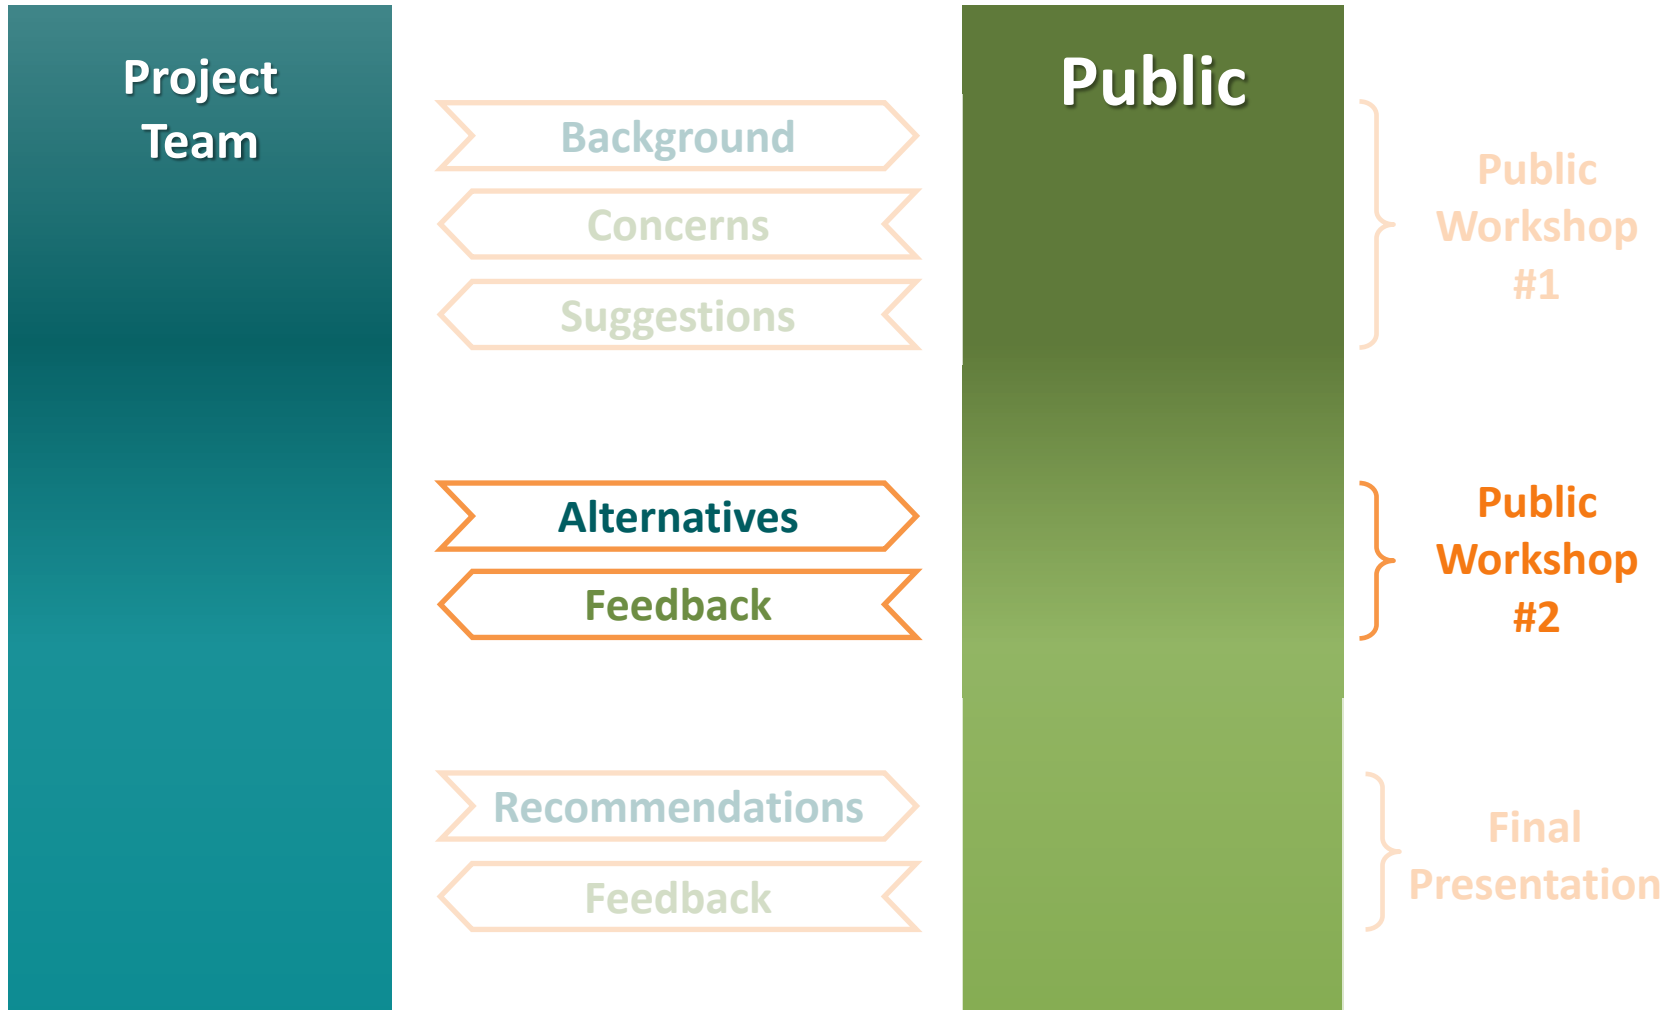 Project
Team
Public
Background
Concerns
Suggestions
Public
Workshop
#1
Alternatives
Feedback
Public
Workshop
#2
Recommendations
Feedback
Final
Presentation